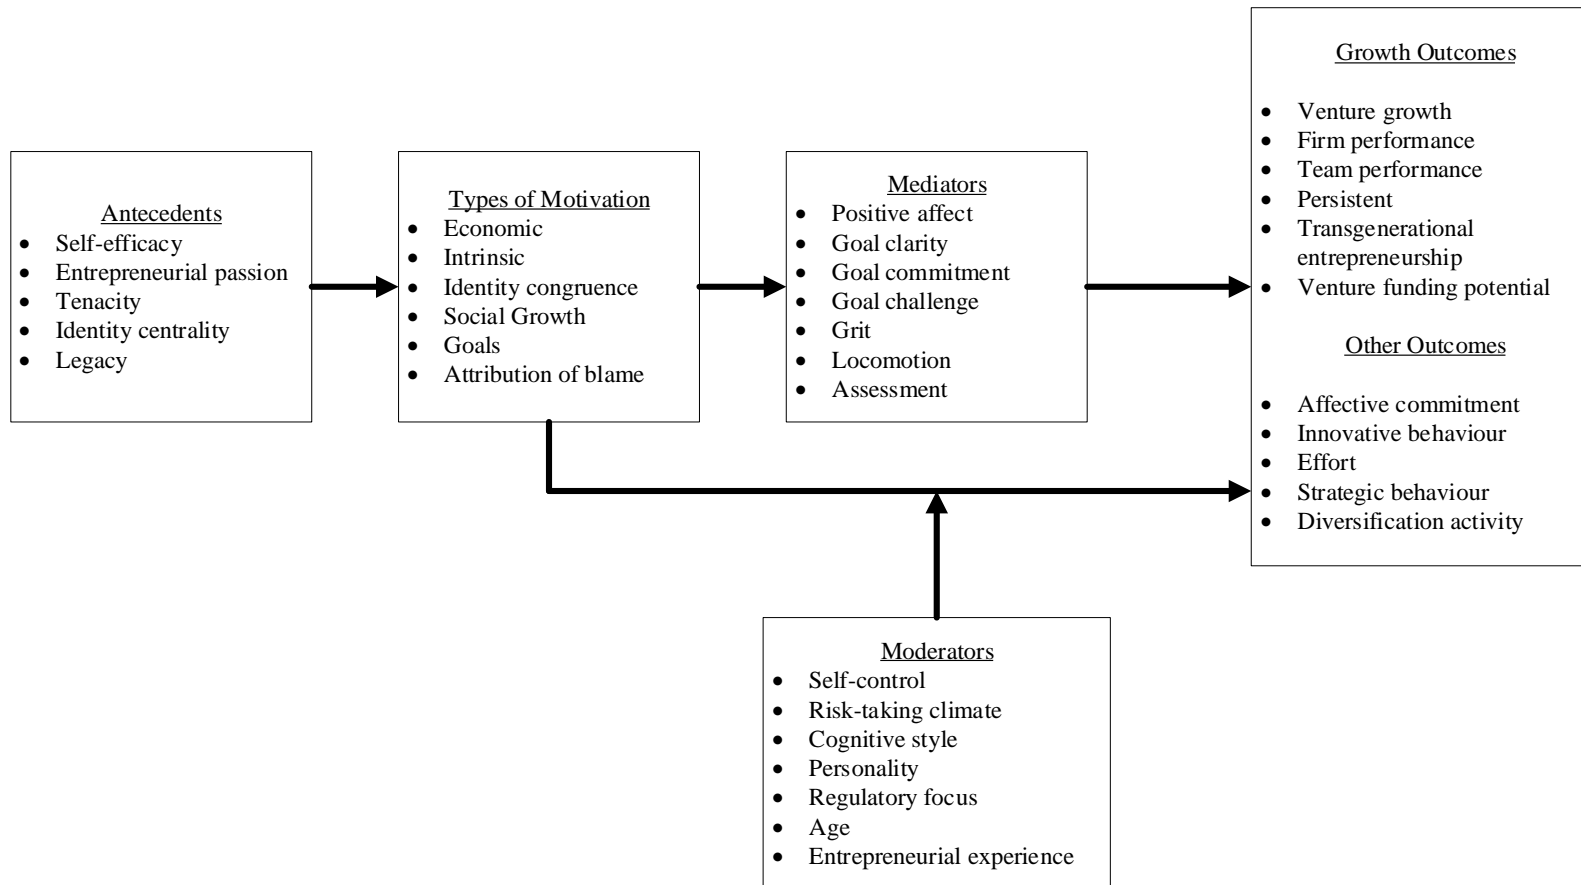 Antecedents
• Self-efficacy
• Entrepreneurial passion
• Tenacity
• Identity centrality
• Legacy
Types of Motivation
• Economic
• Intrinsic
• Identity congruence
• Social Growth
• Goals
• Attribution of blame
Mediators
• Positive affect
• Goal clarity
• Goal commitment
• Goal challenge
• Grit
• Locomotion
• Assessment
Growth Outcomes
• Venture growth
• Firm performance
• Team performance
• Persistent
• Transgenerational
entrepreneurship
• Venture funding potential
Other Outcomes
• Affective commitment
• Innovative behaviour
• Effort
• Strategic behaviour
• Diversification activity
Moderators
• Self-control
• Risk-taking climate
• Cognitive style
• Personality
• Regulatory focus
• Age
• Entrepreneurial experience